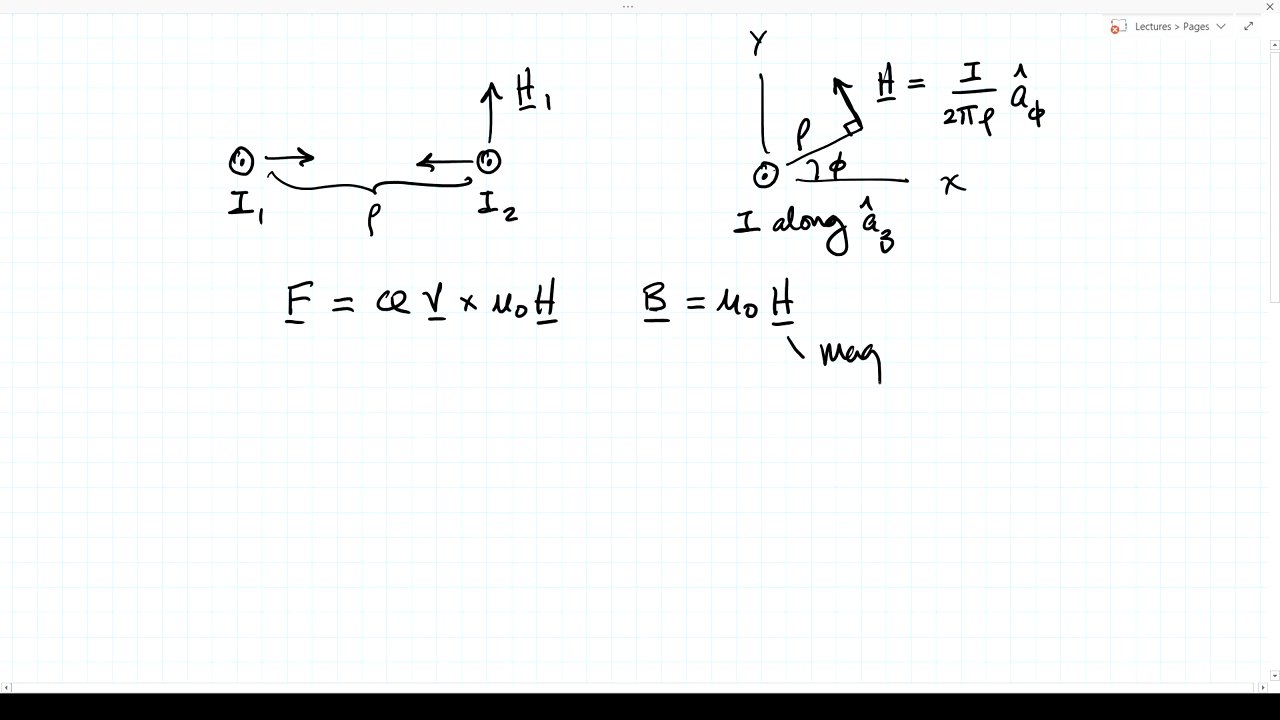 Lectures > Pages
H₁
I₁
ρ
I₂
Y
ρ
ϕ
x
H = I / 2πρ âϕ
I along âz
F = Q V × μ₀ H
B = μ₀ H
mag